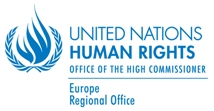 UNITED NATIONS
HUMAN RIGHTS
OFFICE OF THE HIGH COMMISSIONER
Europe
Regional Office